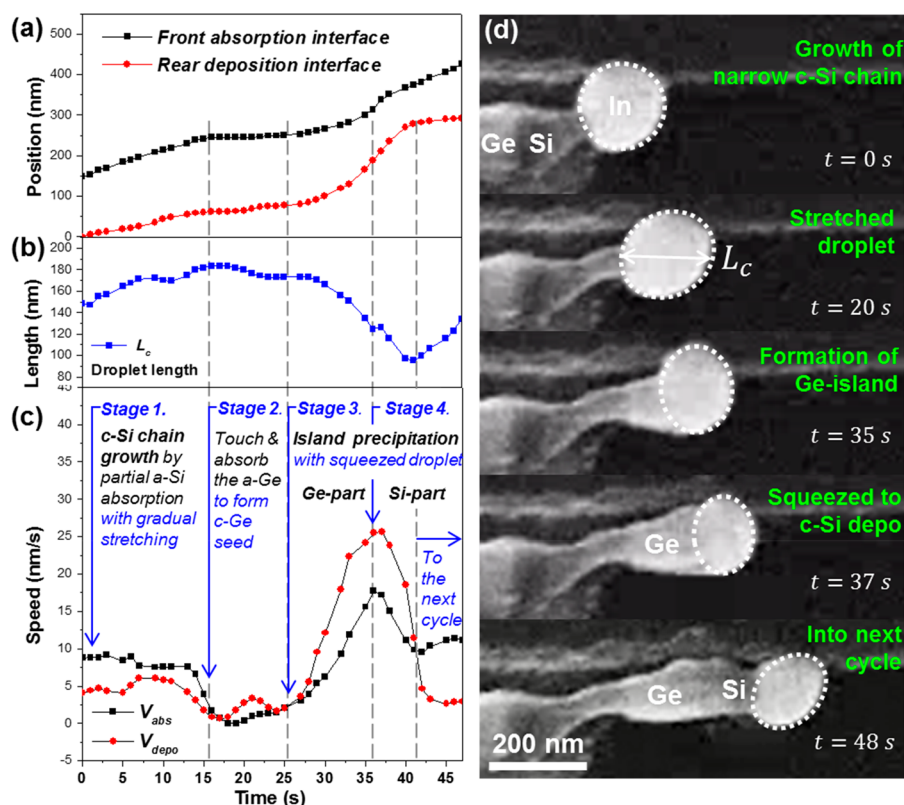 (a)
550
400
300
200
100
0
Position (nm)
Front absorption interface
Rear deposition interface
(b)
200
180
160
140
120
100
80
40
Length (nm)
L_c
Droplet length
(c)
40
35
30
25
20
15
10
5
0
-5
Speed (nm/s)
Stage 1.
c-Si chain
growth by
partial a-Si
absorption
with gradual
stretching
Stage 2.
Touch &
absorb
the a-Ge
to form
c-Ge
seed
Stage 3.
Stage 4.
Island precipitation
with squeezed droplet
Ge-part
Si-part
To
the
next
cycle
V_abs
V_depo
0 5 10 15 20 25 30 35 40 45
Time (s)
(d)
Growth of
narrow c-Si chain
In
Ge Si
t = 0 s
Stretched
droplet
L_C
t = 20 s
Formation of
Ge-island
t = 35 s
Squeezed to
c-Si depo
Ge
t = 37 s
Into next
cycle
Ge
Si
200 nm
t = 48 s